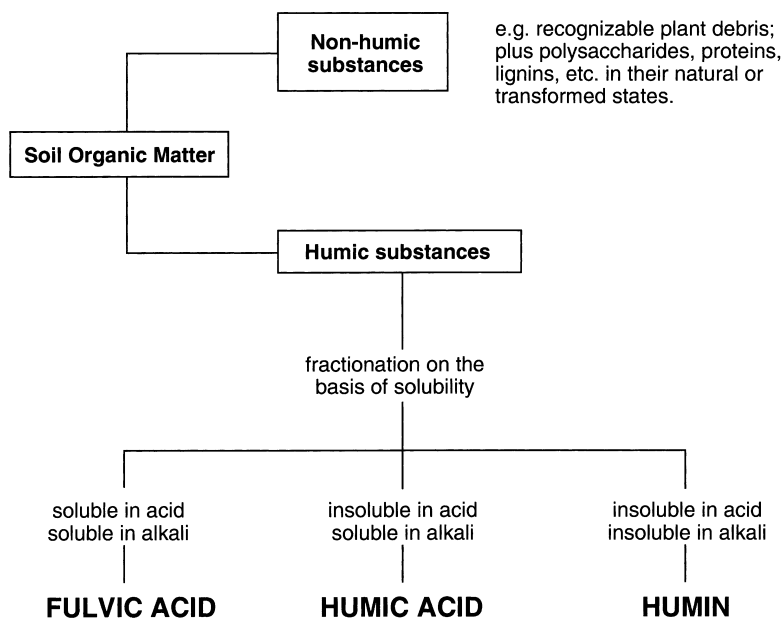 Non-humic
substances
e.g. recognizable plant debris;
plus polysaccharides, proteins,
lignins, etc. in their natural or
transformed states.
Soil Organic Matter
Humic substances
fractionation on the
basis of solubility
soluble in acid
soluble in alkali
insoluble in acid
soluble in alkali
insoluble in acid
insoluble in alkali
FULVIC ACID
HUMIC ACID
HUMIN